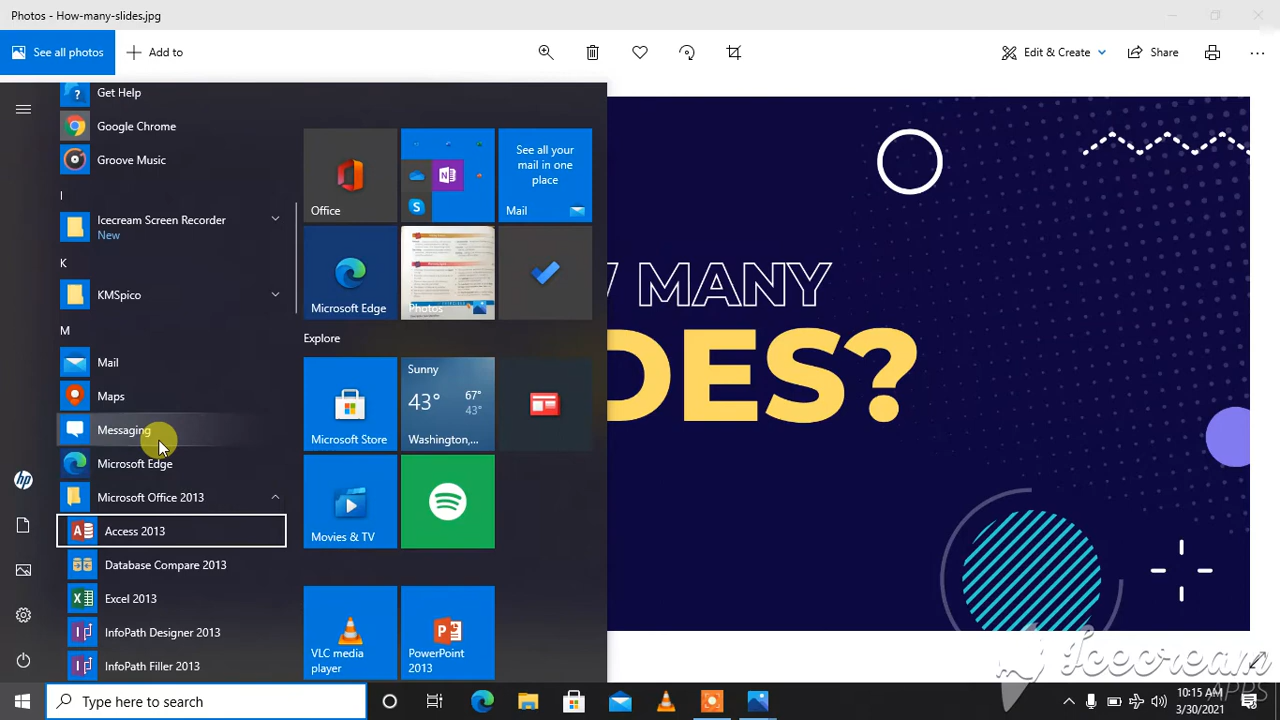 Photos - How-many-slides.jpg
See all photos
Add to
Edit & Create
Share
Get Help
Google Chrome
Groove Music
I
Icecream Screen Recorder
New
K
KMSpico
M
Mail
Maps
Messaging
Microsoft Edge
Microsoft Office 2013
Access 2013
Database Compare 2013
Excel 2013
InfoPath Designer 2013
InfoPath Filler 2013
Office
See all your
mail in one
place
Mail
Microsoft Edge
Photos
Explore
Microsoft Store
Sunny
43° 67°
43°
Washington,...
Movies & TV
VLC media
player
PowerPoint
2013
MANY
DES?
Icecream
APPS
hp
Type here to search
10:15 AM
3/30/2021